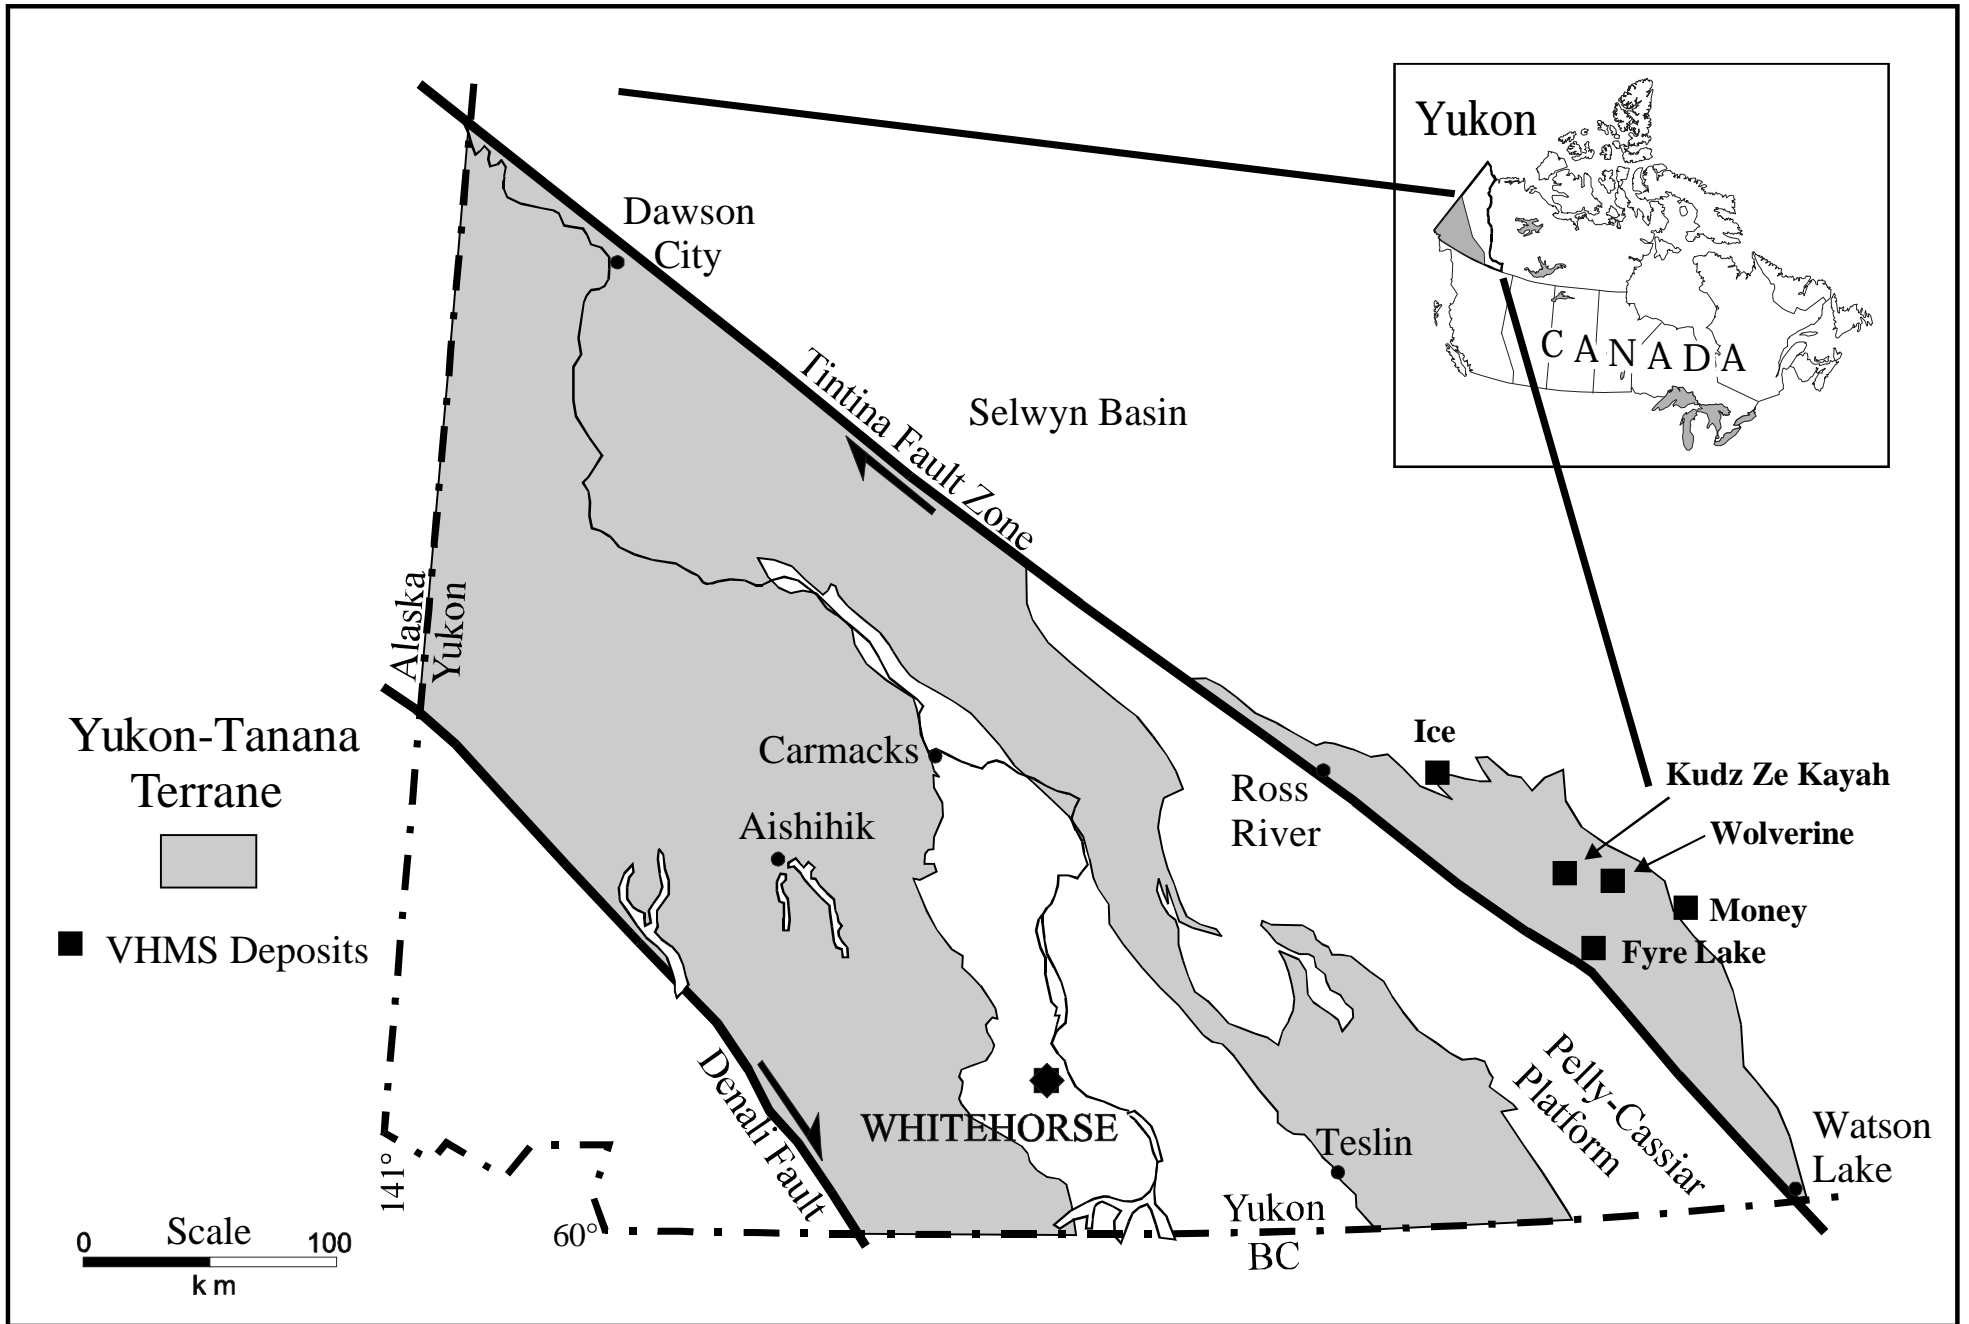 Yukon
CANADA
Dawson
City
Tintina Fault Zone
Selwyn Basin
Alaska
Yukon
Yukon-Tanana
Terrane
VHMS Deposits
Carmacks
Aishihik
Ross
River
Ice
Kudz Ze Kayah
Wolverine
Money
Fyre Lake
Pelly-Cassiar
Platform
Denali Fault
WHITEHORSE
Teslin
Watson
Lake
141°
60°
Yukon
BC
Scale
0 100
km